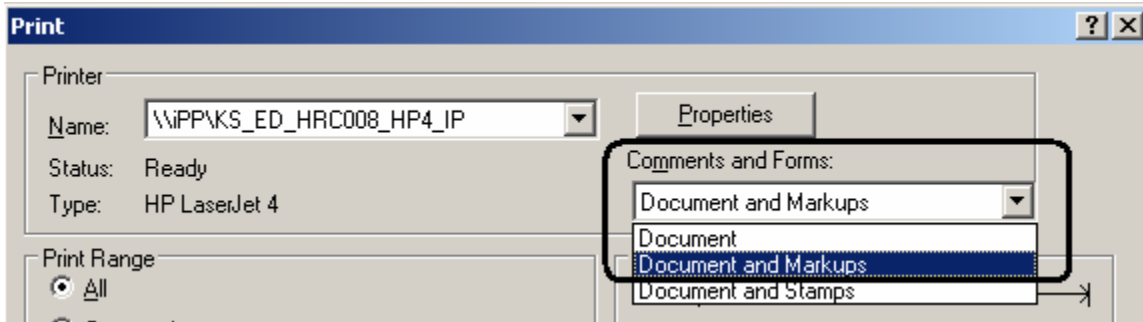 Print
Printer
Name: \\iPP\KS_ED_HRC008_HP4_IP
Properties
Status: Ready
Type: HP LaserJet 4
Comments and Forms:
Document and Markups
Document
Document and Markups
Document and Stamps
Print Range
All